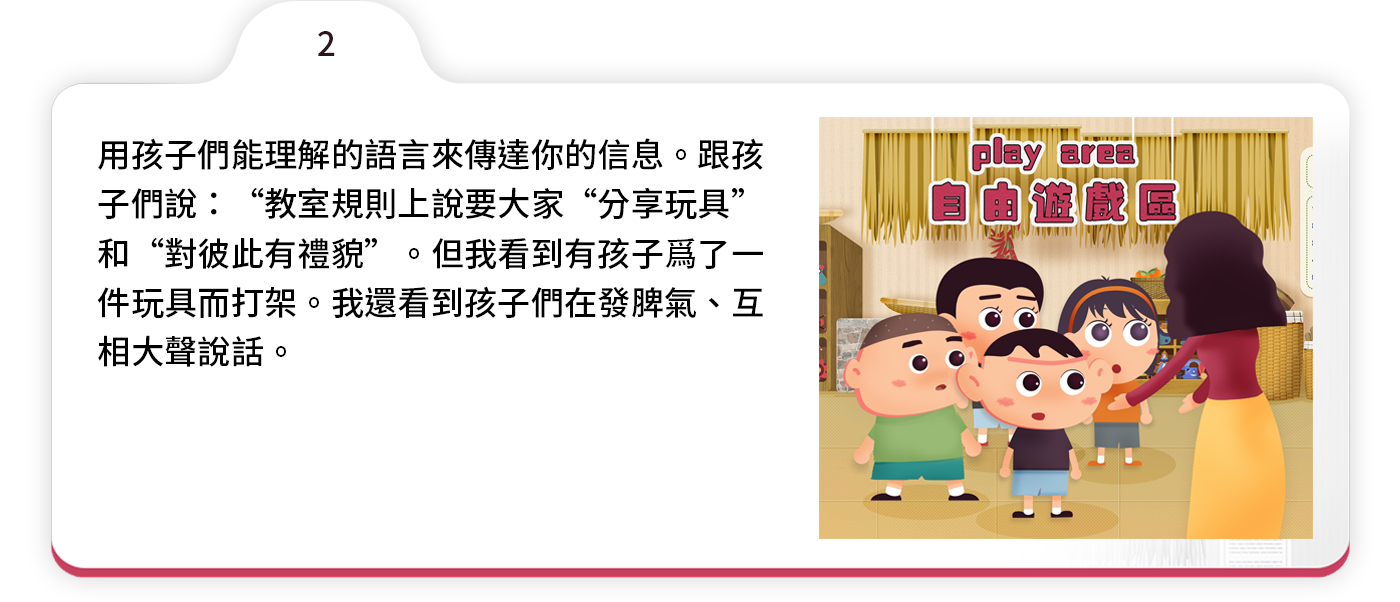 2
用孩子們能理解的語言來傳達你的信息。跟孩
子們說：“教室規則上說要大家“分享玩具”
和“對彼此有禮貌”。但我看到有孩子爲了一
件玩具而打架。我還看到孩子們在發脾氣、互
相大聲說話。
play area
自由遊戲區